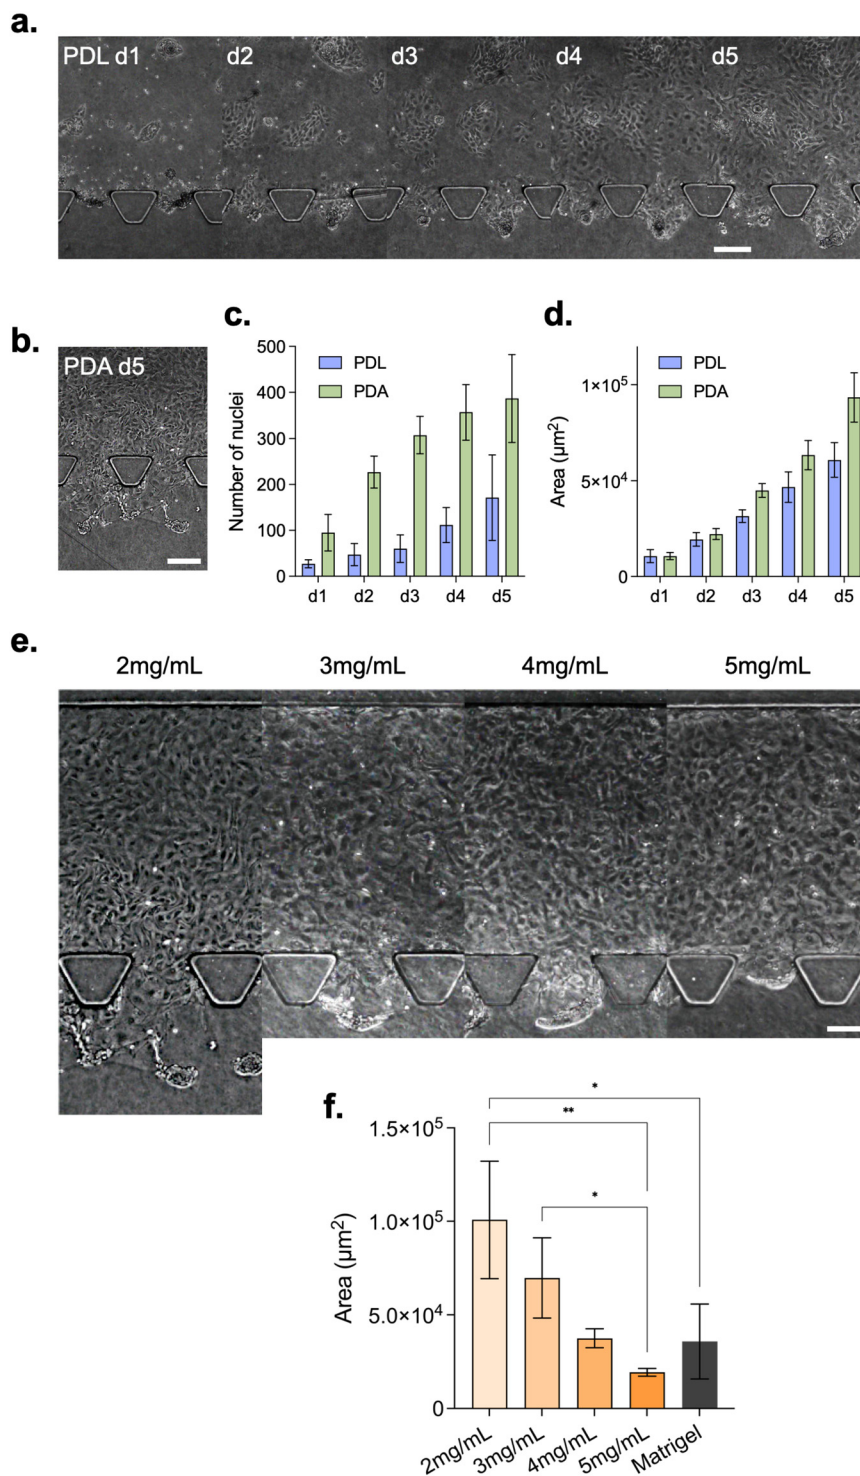 a.
PDL d1
d2
d3
d4
d5
b.
PDA d5
c.
500
400
300
200
100
0
Number of nuclei
PDL
PDA
d1
d2
d3
d4
d5
d.
1×10⁵
5×10⁴
0
Area (µm²)
PDL
PDA
d1
d2
d3
d4
d5
e.
2mg/mL
3mg/mL
4mg/mL
5mg/mL
f.
*
**
*
1.5×10⁵
1.0×10⁵
5.0×10⁴
0
Area (µm²)
2mg/mL
3mg/mL
4mg/mL
5mg/mL
Matrigel